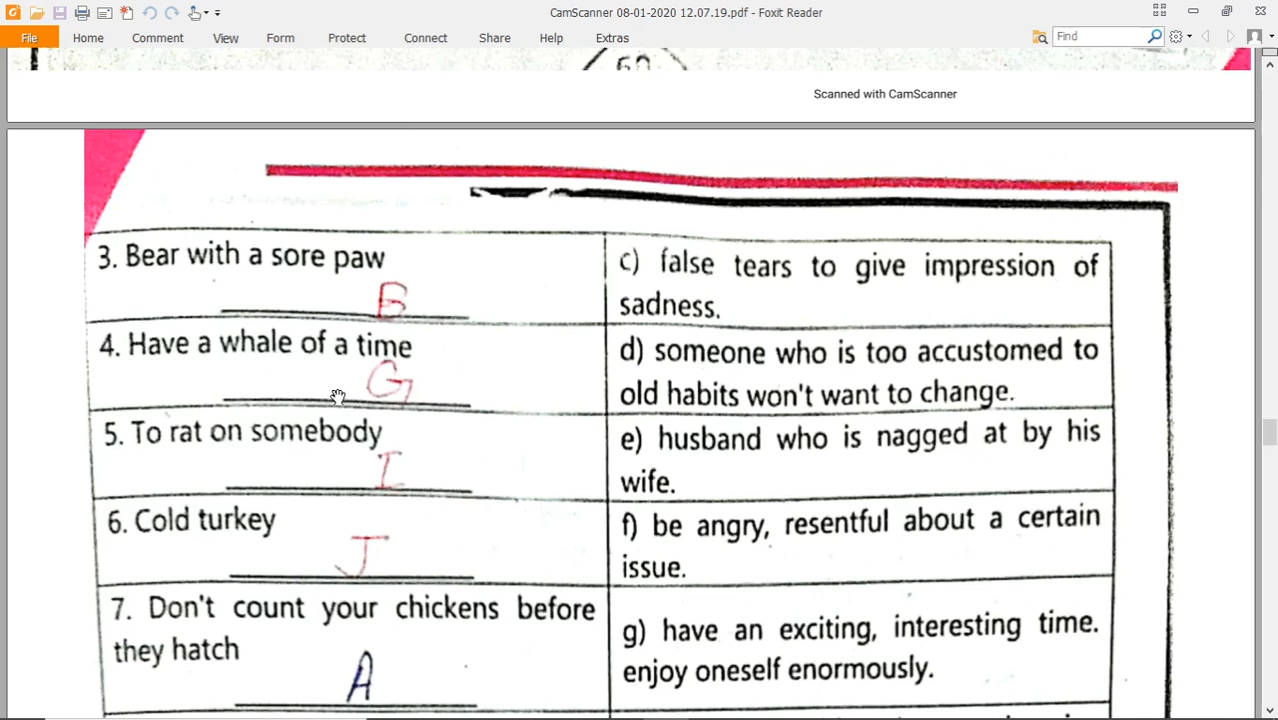 CamScanner 08-01-2020 12.07.19.pdf - Foxit Reader
File Home Comment View Form Protect Connect Share Help Extras
Find
Scanned with CamScanner
3. Bear with a sore paw
B
c) false tears to give impression of
sadness.
4. Have a whale of a time
G
d) someone who is too accustomed to
old habits won't want to change.
5. To rat on somebody
I
e) husband who is nagged at by his
wife.
6. Cold turkey
J
f) be angry, resentful about a certain
issue.
7. Don't count your chickens before
they hatch
A
g) have an exciting, interesting time.
enjoy oneself enormously.